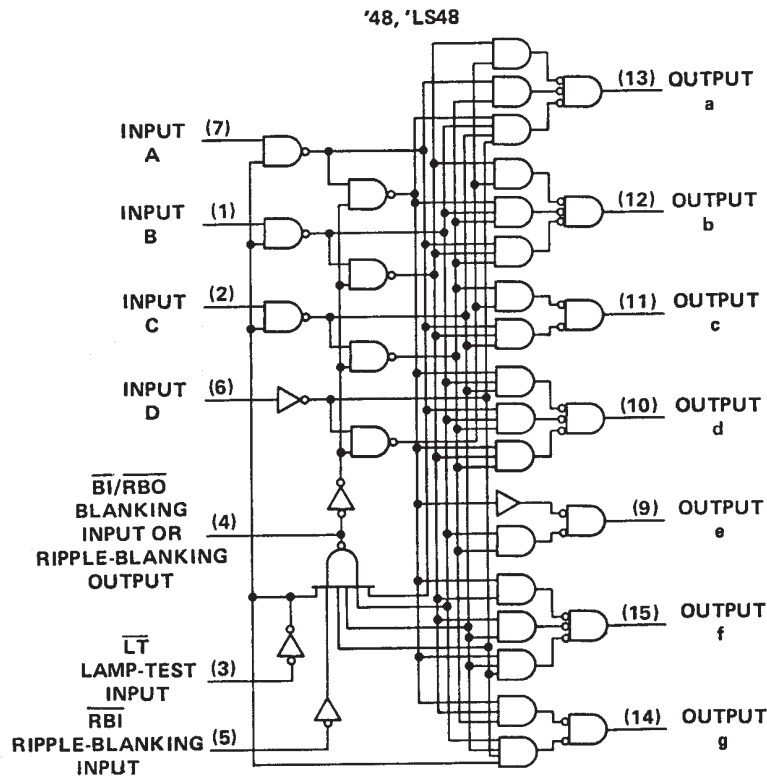 '48, 'LS48
INPUT (7)
A
INPUT (1)
B
INPUT (2)
C
INPUT (6)
D
BI/RBO
BLANKING
INPUT OR (4)
RIPPLE-BLANKING
OUTPUT
LT
LAMP-TEST (3)
INPUT
RBI
RIPPLE-BLANKING (5)
INPUT
(13) OUTPUT
a
(12) OUTPUT
b
(11) OUTPUT
c
(10) OUTPUT
d
(9) OUTPUT
e
(15) OUTPUT
f
(14) OUTPUT
g